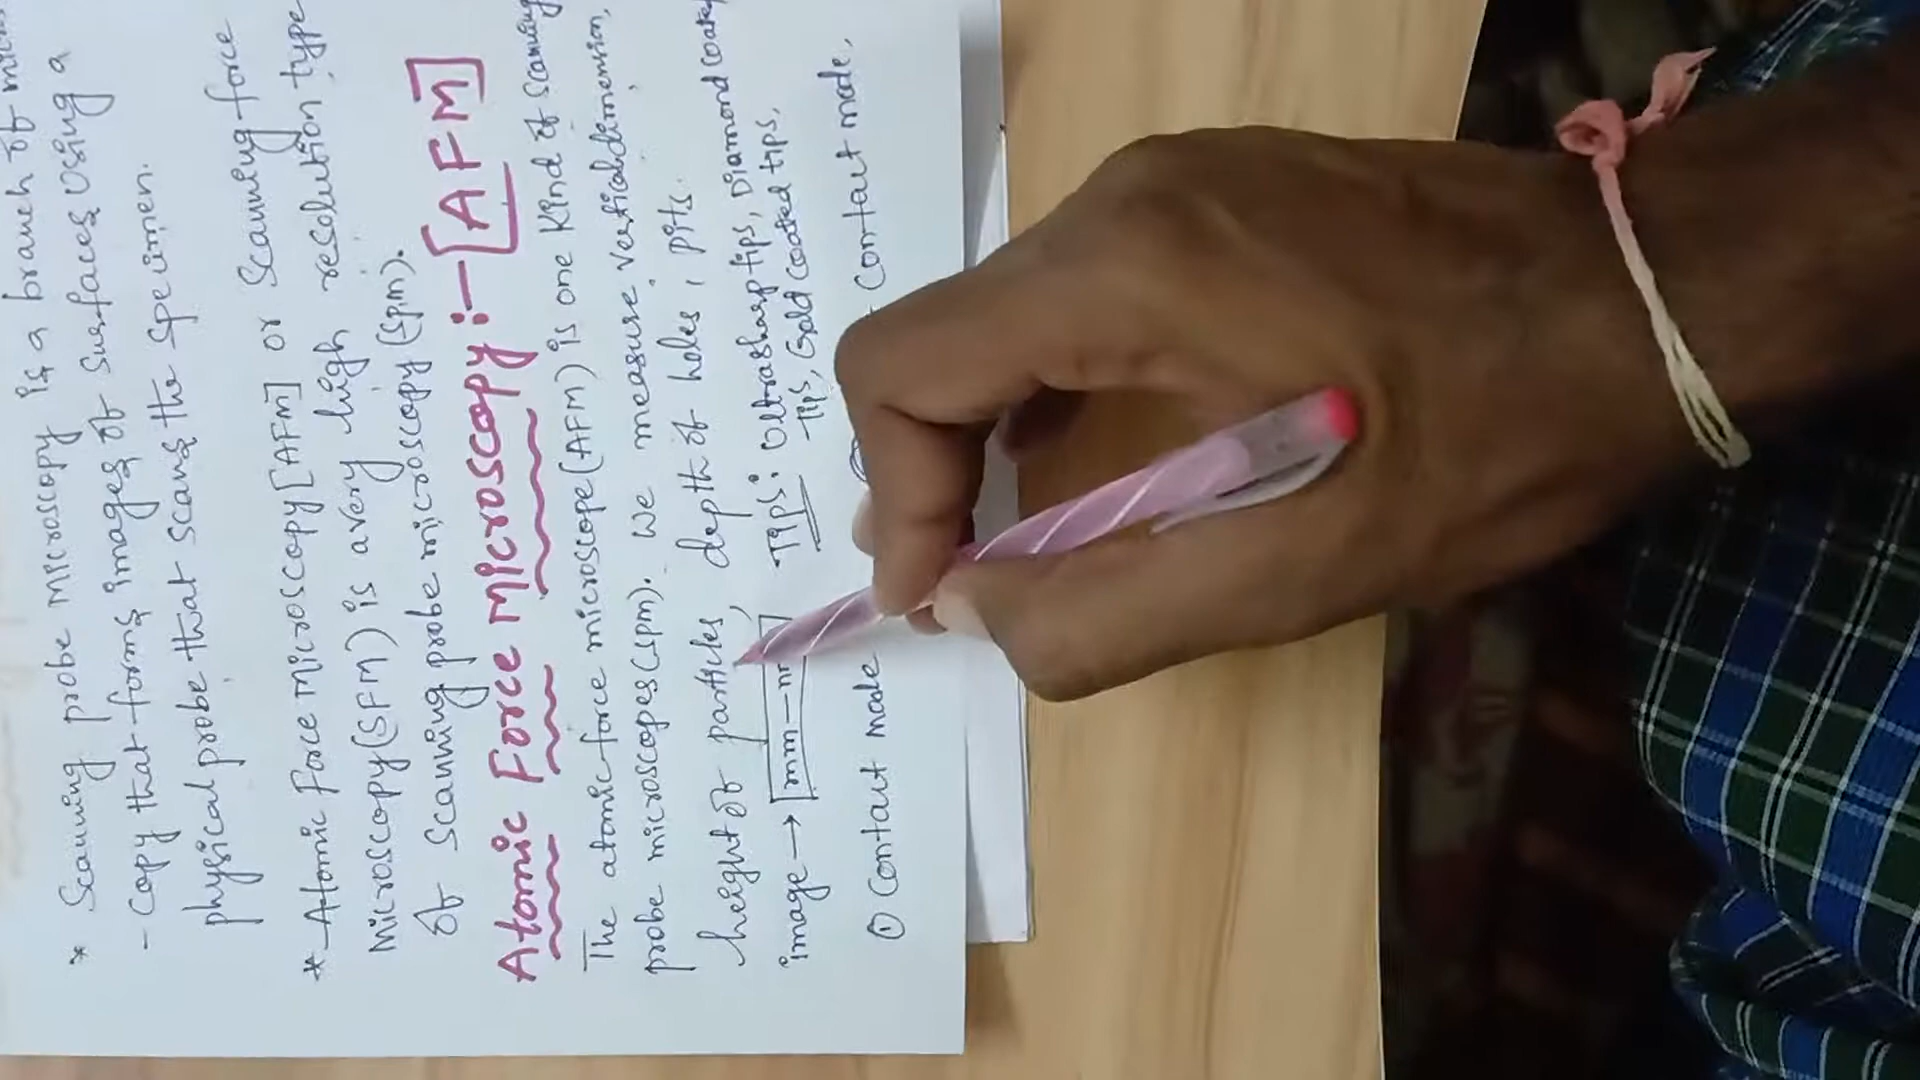 * Scanning probe microscopy is a branch of
- copy that forms images of surfaces using a
physical probe that scans the specimen.
* Atomic Force microscopy [AFM] or Scanning force
Microscopy (SFM) is a very high resolution type
of scanning probe microscopy (spm).
Atomic Force microscopy :- [AFM]
The atomic force microscope (AFM) is one kind of scanning
probe microscopes (spm). We measure vertical dimension,
height of particles, depth of holes, pits.
image → mm - Tips: Ultrasharp tips, Diamond coated
tips, Gold coated tips,
① Contact mode contact mode,